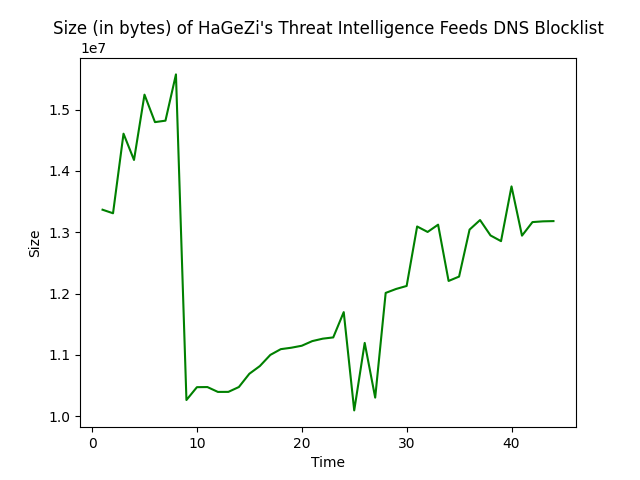 Size (in bytes) of HaGeZi's Threat Intelligence Feeds DNS Blocklist
1e7
1.5
1.4
1.3
1.2
1.1
1.0
Size
0 10 20 30 40
Time